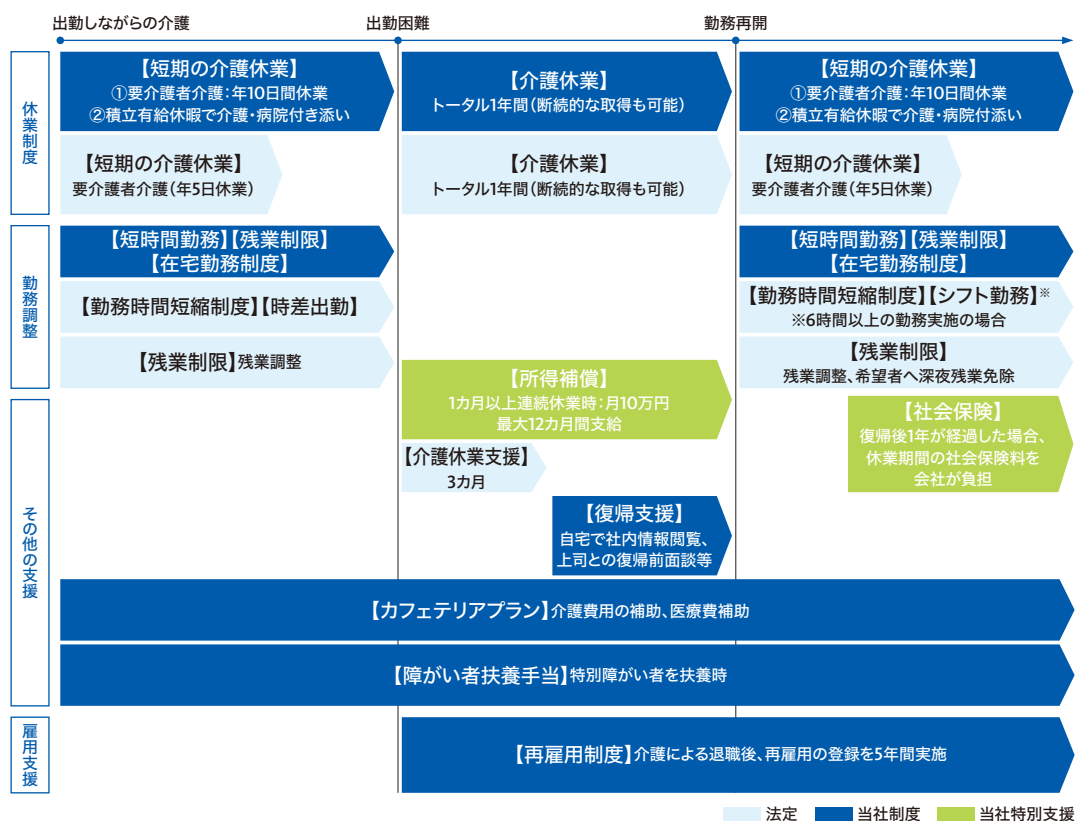 出勤しながらの介護
出勤困難
勤務再開
休業制度
【短期の介護休業】
①要介護者介護：年10日間休業
②積立有給休暇で介護・病院付き添い
【介護休業】
トータル1年間（断続的な取得も可能）
【短期の介護休業】
①要介護者介護：年10日間休業
②積立有給休暇で介護・病院付き添い
【短期の介護休業】
要介護者介護（年5日休業）
【介護休業】
トータル1年間（断続的な取得も可能）
【短期の介護休業】
要介護者介護（年5日休業）
勤務調整
【短時間勤務】【残業制限】
【在宅勤務制度】
【短時間勤務】【残業制限】
【在宅勤務制度】
【勤務時間短縮制度】【時差出勤】
【勤務時間短縮制度】【シフト勤務】※
※6時間以上の勤務実施の場合
【残業制限】残業調整
【残業制限】
残業調整、希望者へ深夜残業免除
その他の支援
【所得補償】
1カ月以上連続休業時：月10万円
最大12カ月間支給
【社会保険】
復帰後1年が経過した場合、
休業期間の社会保険料を
会社が負担
【介護休業支援】
3カ月
【復帰支援】
自宅で社内情報閲覧、
上司との復帰前面談等
【カフェテリアプラン】介護費用の補助、医療費補助
【障がい者扶養手当】特別障がい者を扶養時
雇用支援
【再雇用制度】介護による退職後、再雇用の登録を5年間実施
法定
当社制度
当社特別支援